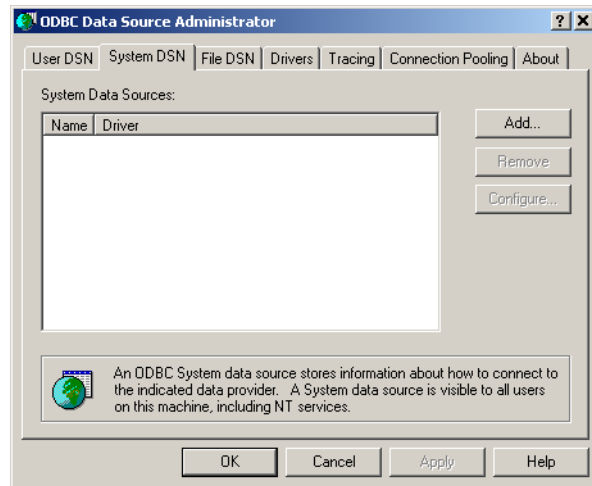 ODBC Data Source Administrator
User DSN System DSN File DSN Drivers Tracing Connection Pooling About
System Data Sources:
Name Driver
Add...
Remove
Configure...
An ODBC System data source stores information about how to connect to
the indicated data provider. A System data source is visible to all users
on this machine, including NT services.
OK Cancel Apply Help